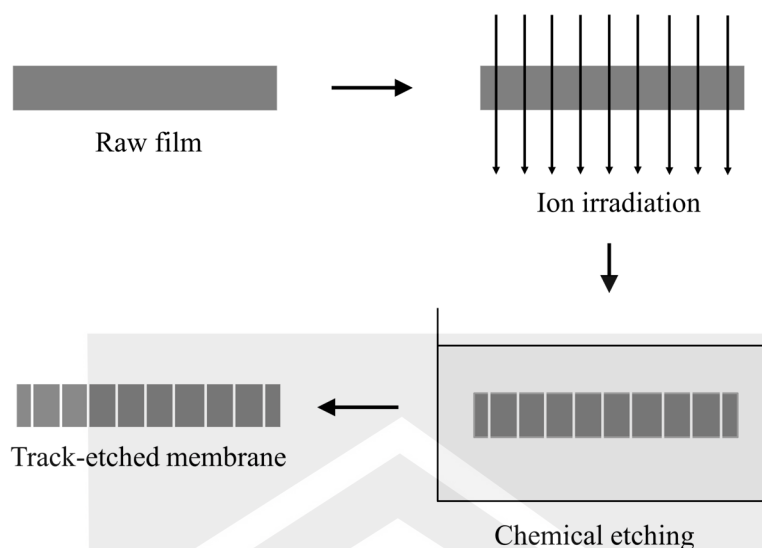 Raw film
Ion irradiation
Track-etched membrane
Chemical etching